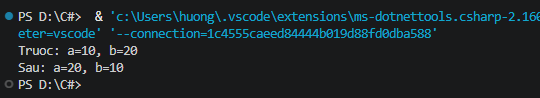 PS D:\C#>  & 'c:\Users\huong\.vscode\extensions\ms-dotnettools.csharp-2.160
eter=vscode' '--connection=1c4555caeed84444b019d88fd0dba588'
Truoc: a=10, b=20
Sau: a=20, b=10
PS D:\C#>